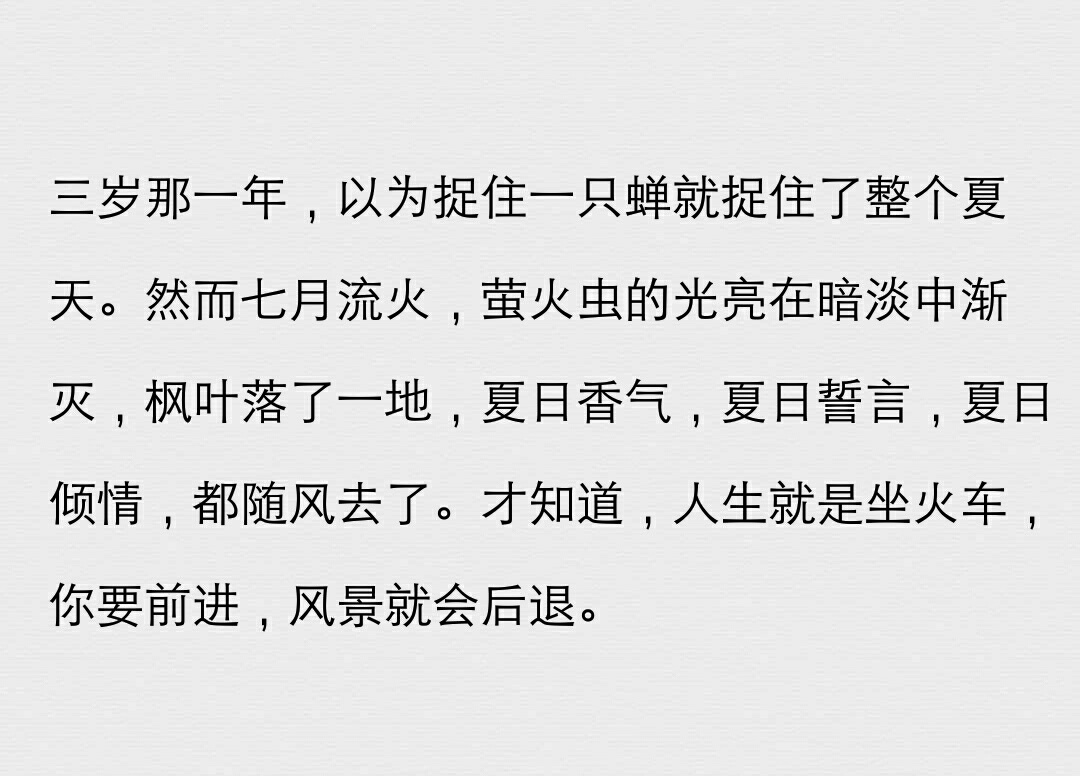 三岁那一年，以为捉住一只蝉就捉住了整个夏
天。然而七月流火，萤火虫的光亮在暗淡中渐
灭，枫叶落了一地，夏日香气，夏日誓言，夏日
倾情，都随风去了。才知道，人生就是坐火车，
你要前进，风景就会后退。